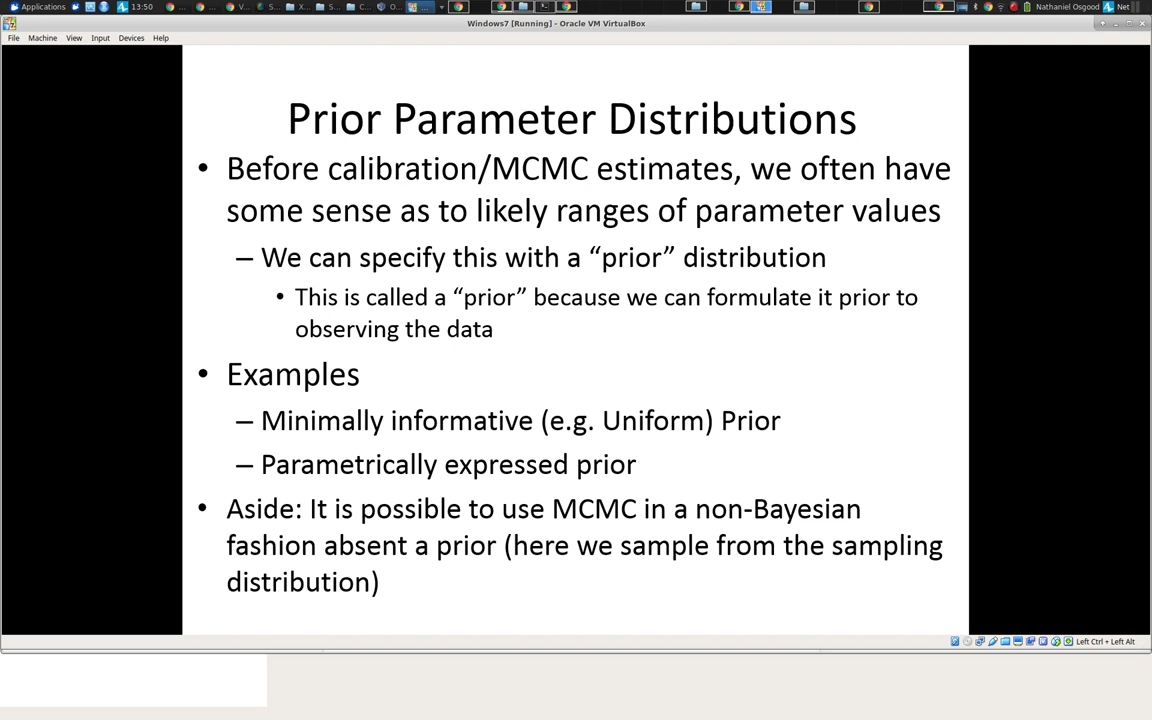 Applications
13:50
V...
S...
X...
S...
C...
O...
...
Nathaniel Osgood
Net
Windows7 [Running] - Oracle VM VirtualBox
File Machine View Input Devices Help
Prior Parameter Distributions
• Before calibration/MCMC estimates, we often have
some sense as to likely ranges of parameter values
– We can specify this with a “prior” distribution
• This is called a “prior” because we can formulate it prior to
observing the data
• Examples
– Minimally informative (e.g. Uniform) Prior
– Parametrically expressed prior
• Aside: It is possible to use MCMC in a non-Bayesian
fashion absent a prior (here we sample from the sampling
distribution)
Left Ctrl + Left Alt